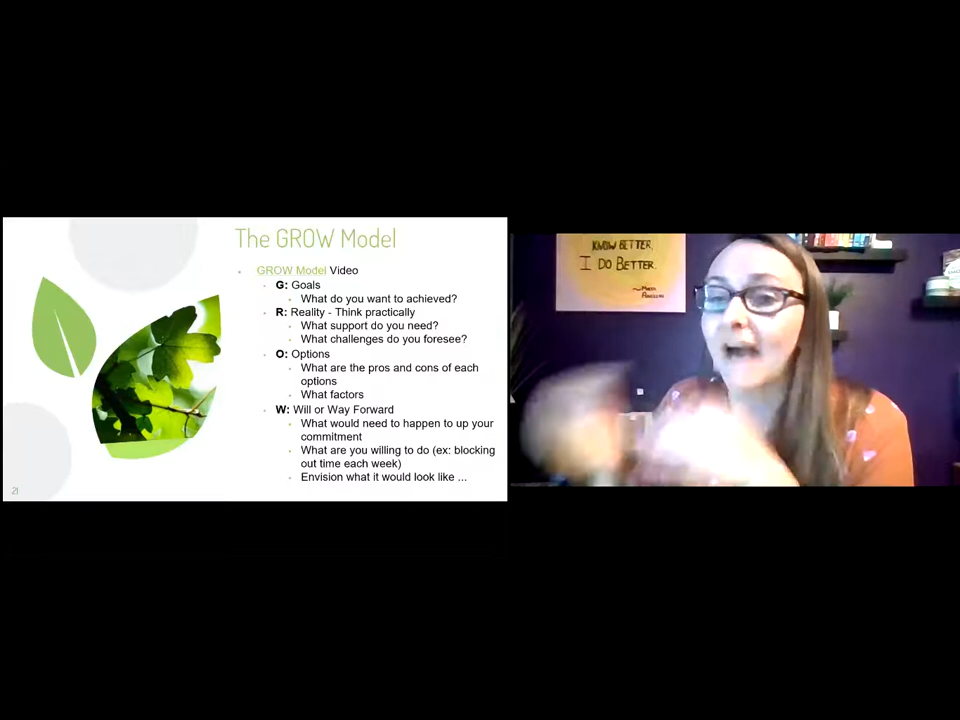 The GROW Model
GROW Model Video
G: Goals
What do you want to achieved?
R: Reality - Think practically
What support do you need?
What challenges do you foresee?
O: Options
What are the pros and cons of each
options
What factors
W: Will or Way Forward
What would need to happen to up your
commitment
What are you willing to do (ex: blocking
out time each week)
Envision what it would look like ...
21
KNOW BETTER,
I DO BETTER.
~Maya
Angelou